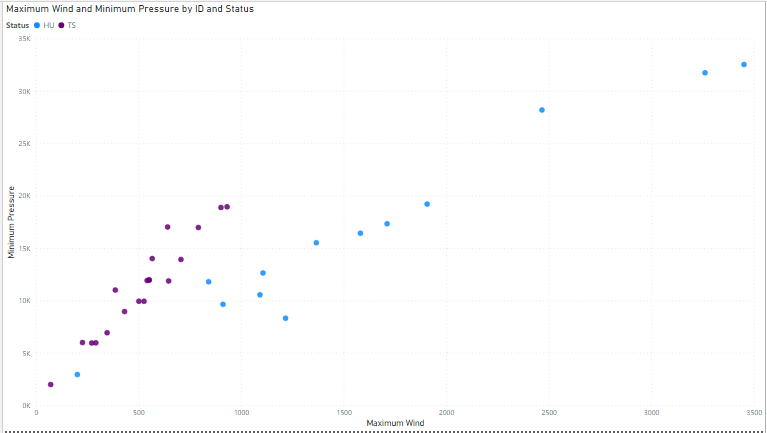 Maximum Wind and Minimum Pressure by ID and Status
Status HU TS
35K
30K
25K
20K
15K
10K
5K
0K
Minimum Pressure
0 500 1000 1500 2000 2500 3000 3500
Maximum Wind